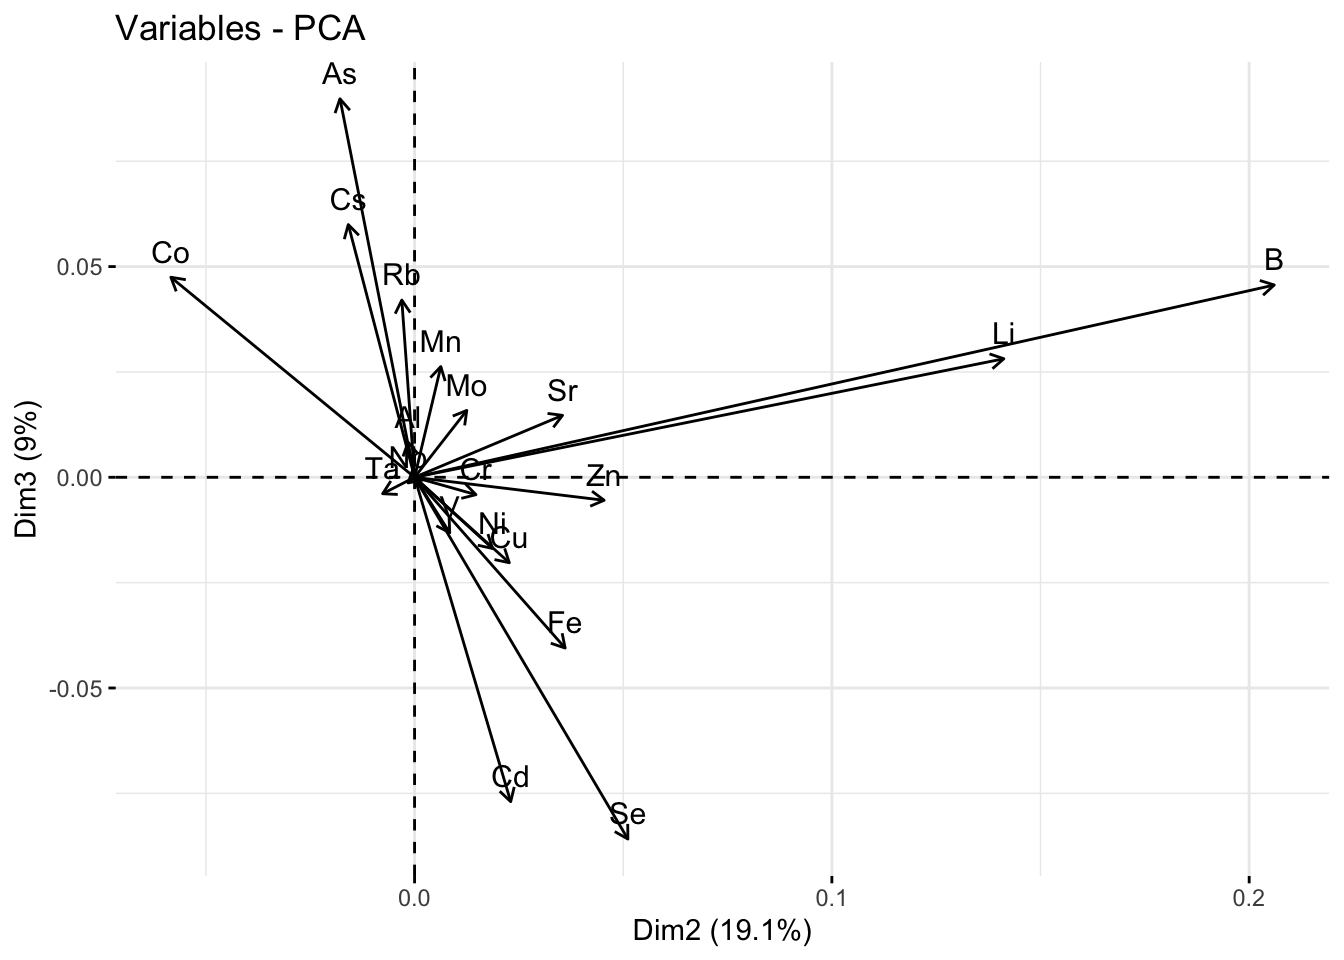 Variables - PCA
As
Cs
Co
Rb
B
Mn
Li
Mo
Sr
Al
Ta
Cr
Zn
V
Ni
Cu
Fe
Cd
Se
0.05
0.00
-0.05
Dim3 (9%)
0.0
0.1
0.2
Dim2 (19.1%)